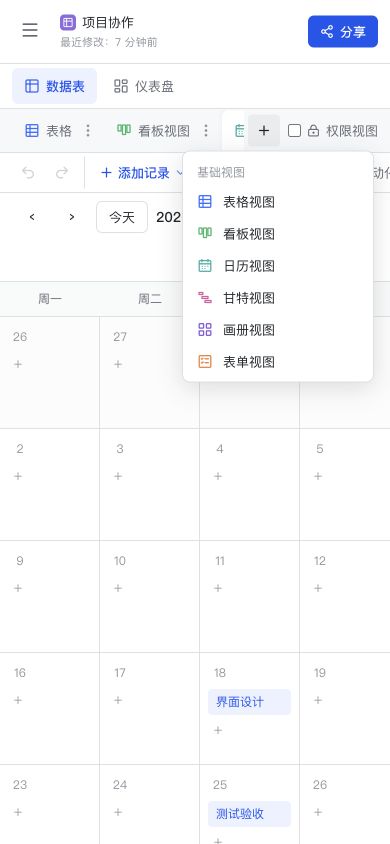 项目协作
最近修改：7 分钟前
分享
数据表
仪表盘
表格
看板视图
权限视图
添加记录
今天
202
基础视图
表格视图
看板视图
日历视图
甘特视图
画册视图
表单视图
周一
周二
26
27
2
3
4
5
9
10
11
12
16
17
18
19
界面设计
23
24
25
26
测试验收